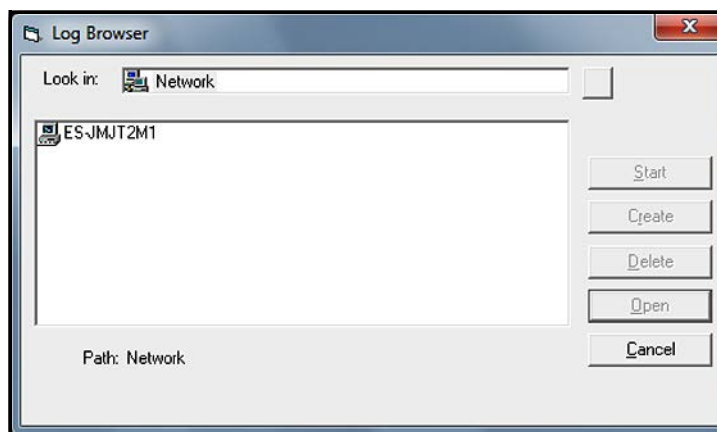 Log Browser
X
Look in: Network
ES-JMJT2M1
Start
Create
Delete
Open
Cancel
Path: Network